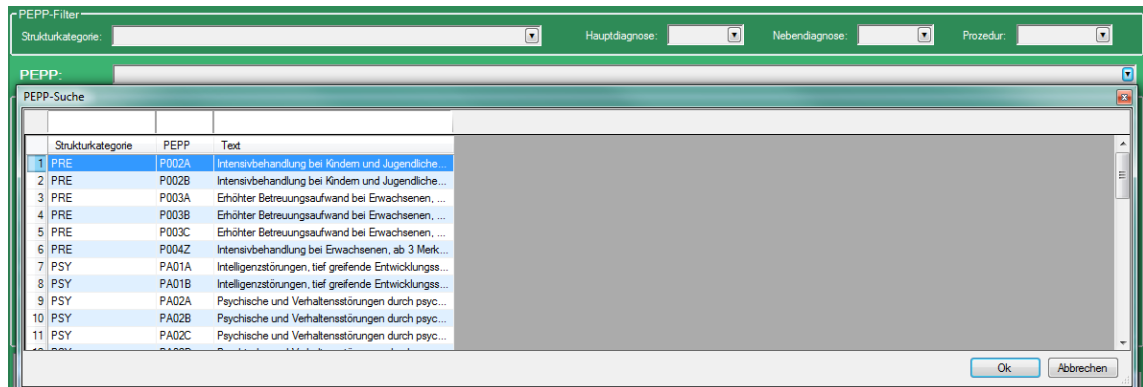 PEPP-Filter
Strukturkategorie: Hauptdiagnose: Nebendiagnose: Prozedur:
PEPP:
PEPP-Suche
Strukturkategorie PEPP Text
1 PRE P002A Intensivbehandlung bei Kindern und Jugendliche...
2 PRE P002B Intensivbehandlung bei Kindern und Jugendliche...
3 PRE P003A Erhöhter Betreuungsaufwand bei Erwachsenen, ...
4 PRE P003B Erhöhter Betreuungsaufwand bei Erwachsenen, ...
5 PRE P003C Erhöhter Betreuungsaufwand bei Erwachsenen, ...
6 PRE P004Z Intensivbehandlung bei Erwachsenen, ab 3 Merk...
7 PSY PA01A Intelligenzstörungen, tief greifende Entwicklungss...
8 PSY PA01B Intelligenzstörungen, tief greifende Entwicklungss...
9 PSY PA02A Psychische und Verhaltensstörungen durch psyc...
10 PSY PA02B Psychische und Verhaltensstörungen durch psyc...
11 PSY PA02C Psychische und Verhaltensstörungen durch psyc...
Ok Abbrechen